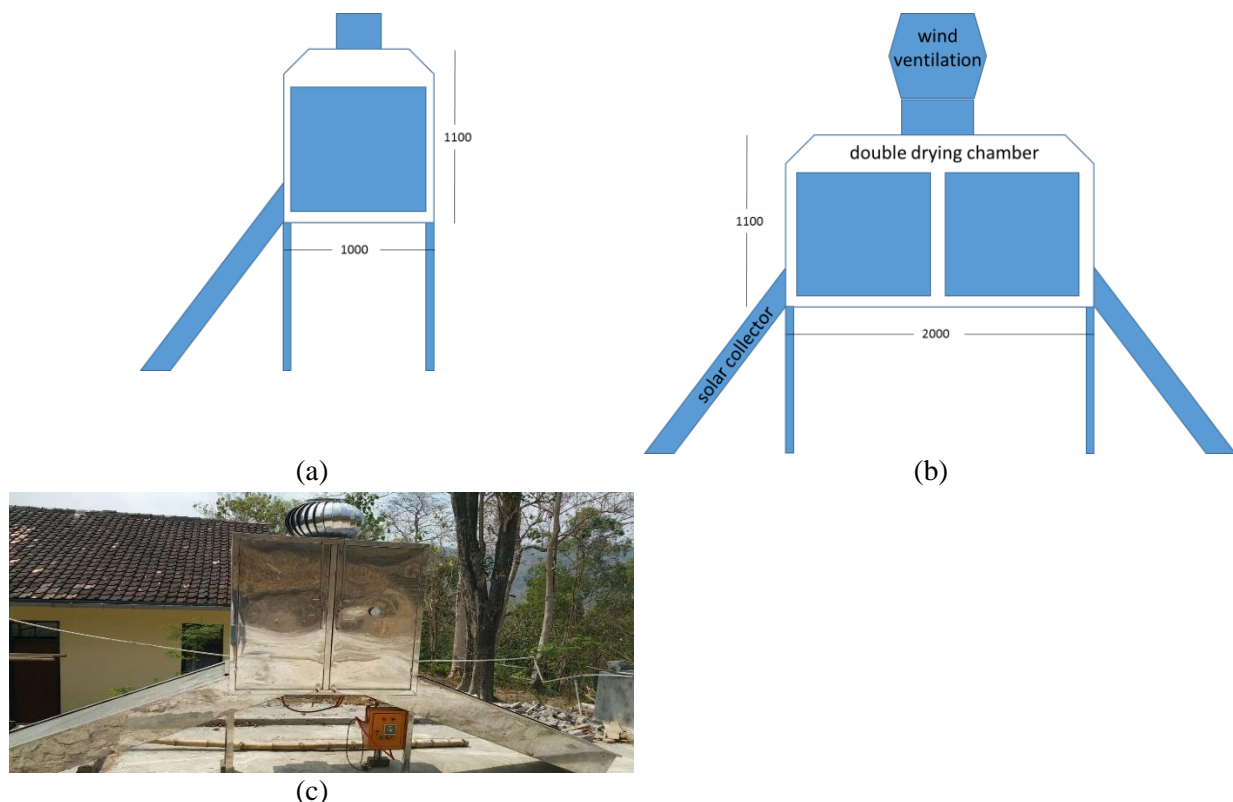 1100
1000
(a)
wind
ventilation
double drying chamber
1100
2000
solar collector
(b)
(c)